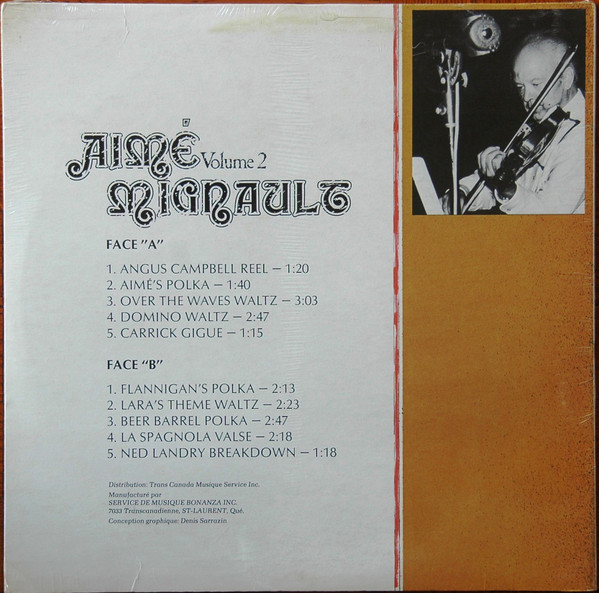 AIMÉ Volume 2
MIGNAULT
FACE "A"
1. ANGUS CAMPBELL REEL — 1:20
2. AIMÉ'S POLKA — 1:40
3. OVER THE WAVES WALTZ — 3:03
4. DOMINO WALTZ — 2:47
5. CARRICK GIGUE — 1:15
FACE "B"
1. FLANNIGAN'S POLKA — 2:13
2. LARA'S THEME WALTZ — 2:23
3. BEER BARREL POLKA — 2:47
4. LA SPAGNOLA VALSE — 2:18
5. NED LANDRY BREAKDOWN — 1:18
Distribution: Trans Canada Musique Service Inc.
Manufacturé par
SERVICE DE MUSIQUE BONANZA INC.
7033 Transcanadienne, ST-LAURENT, Qué.
Conception graphique: Denis Sarrazin